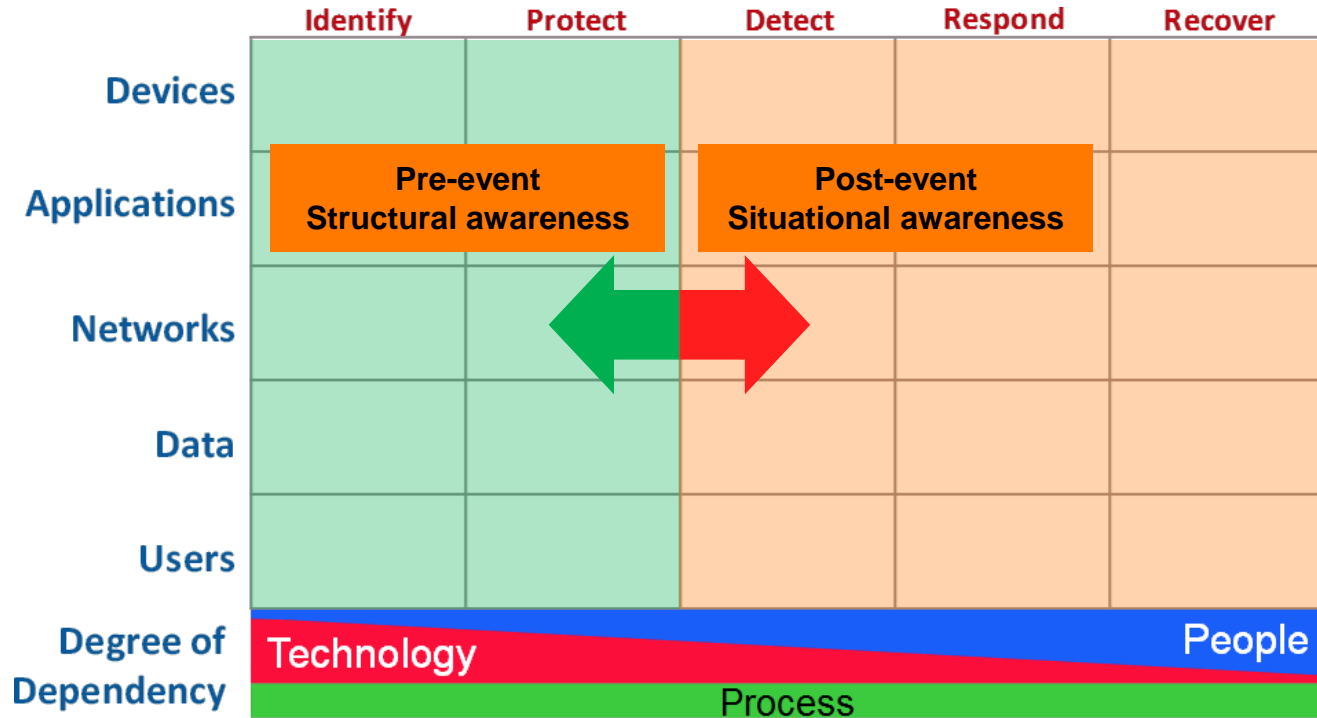 Identify Protect Detect Respond Recover
Devices
Applications
Pre-event
Structural awareness
Post-event
Situational awareness
Networks
Data
Users
Degree of
Dependency
Technology
People
Process